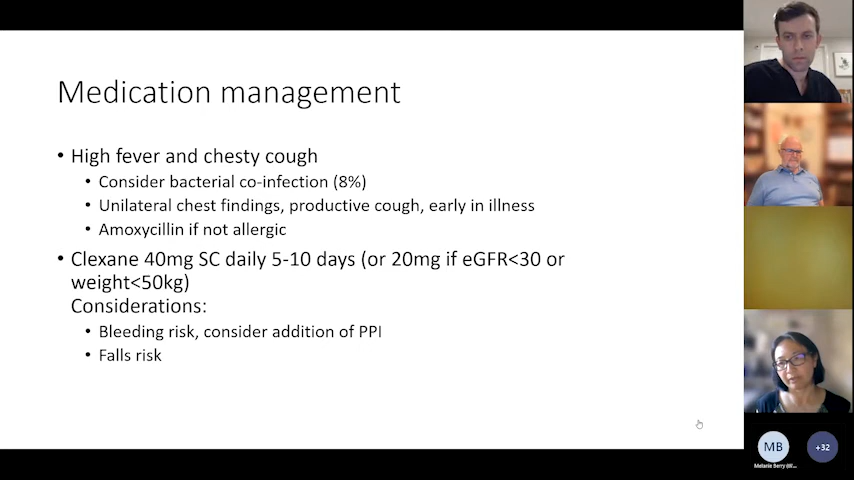 Medication management
• High fever and chesty cough
• Consider bacterial co-infection (8%)
• Unilateral chest findings, productive cough, early in illness
• Amoxycillin if not allergic
• Clexane 40mg SC daily 5-10 days (or 20mg if eGFR<30 or
weight<50kg)
Considerations:
• Bleeding risk, consider addition of PPI
• Falls risk
MB
+32
Melanie Berry (W...